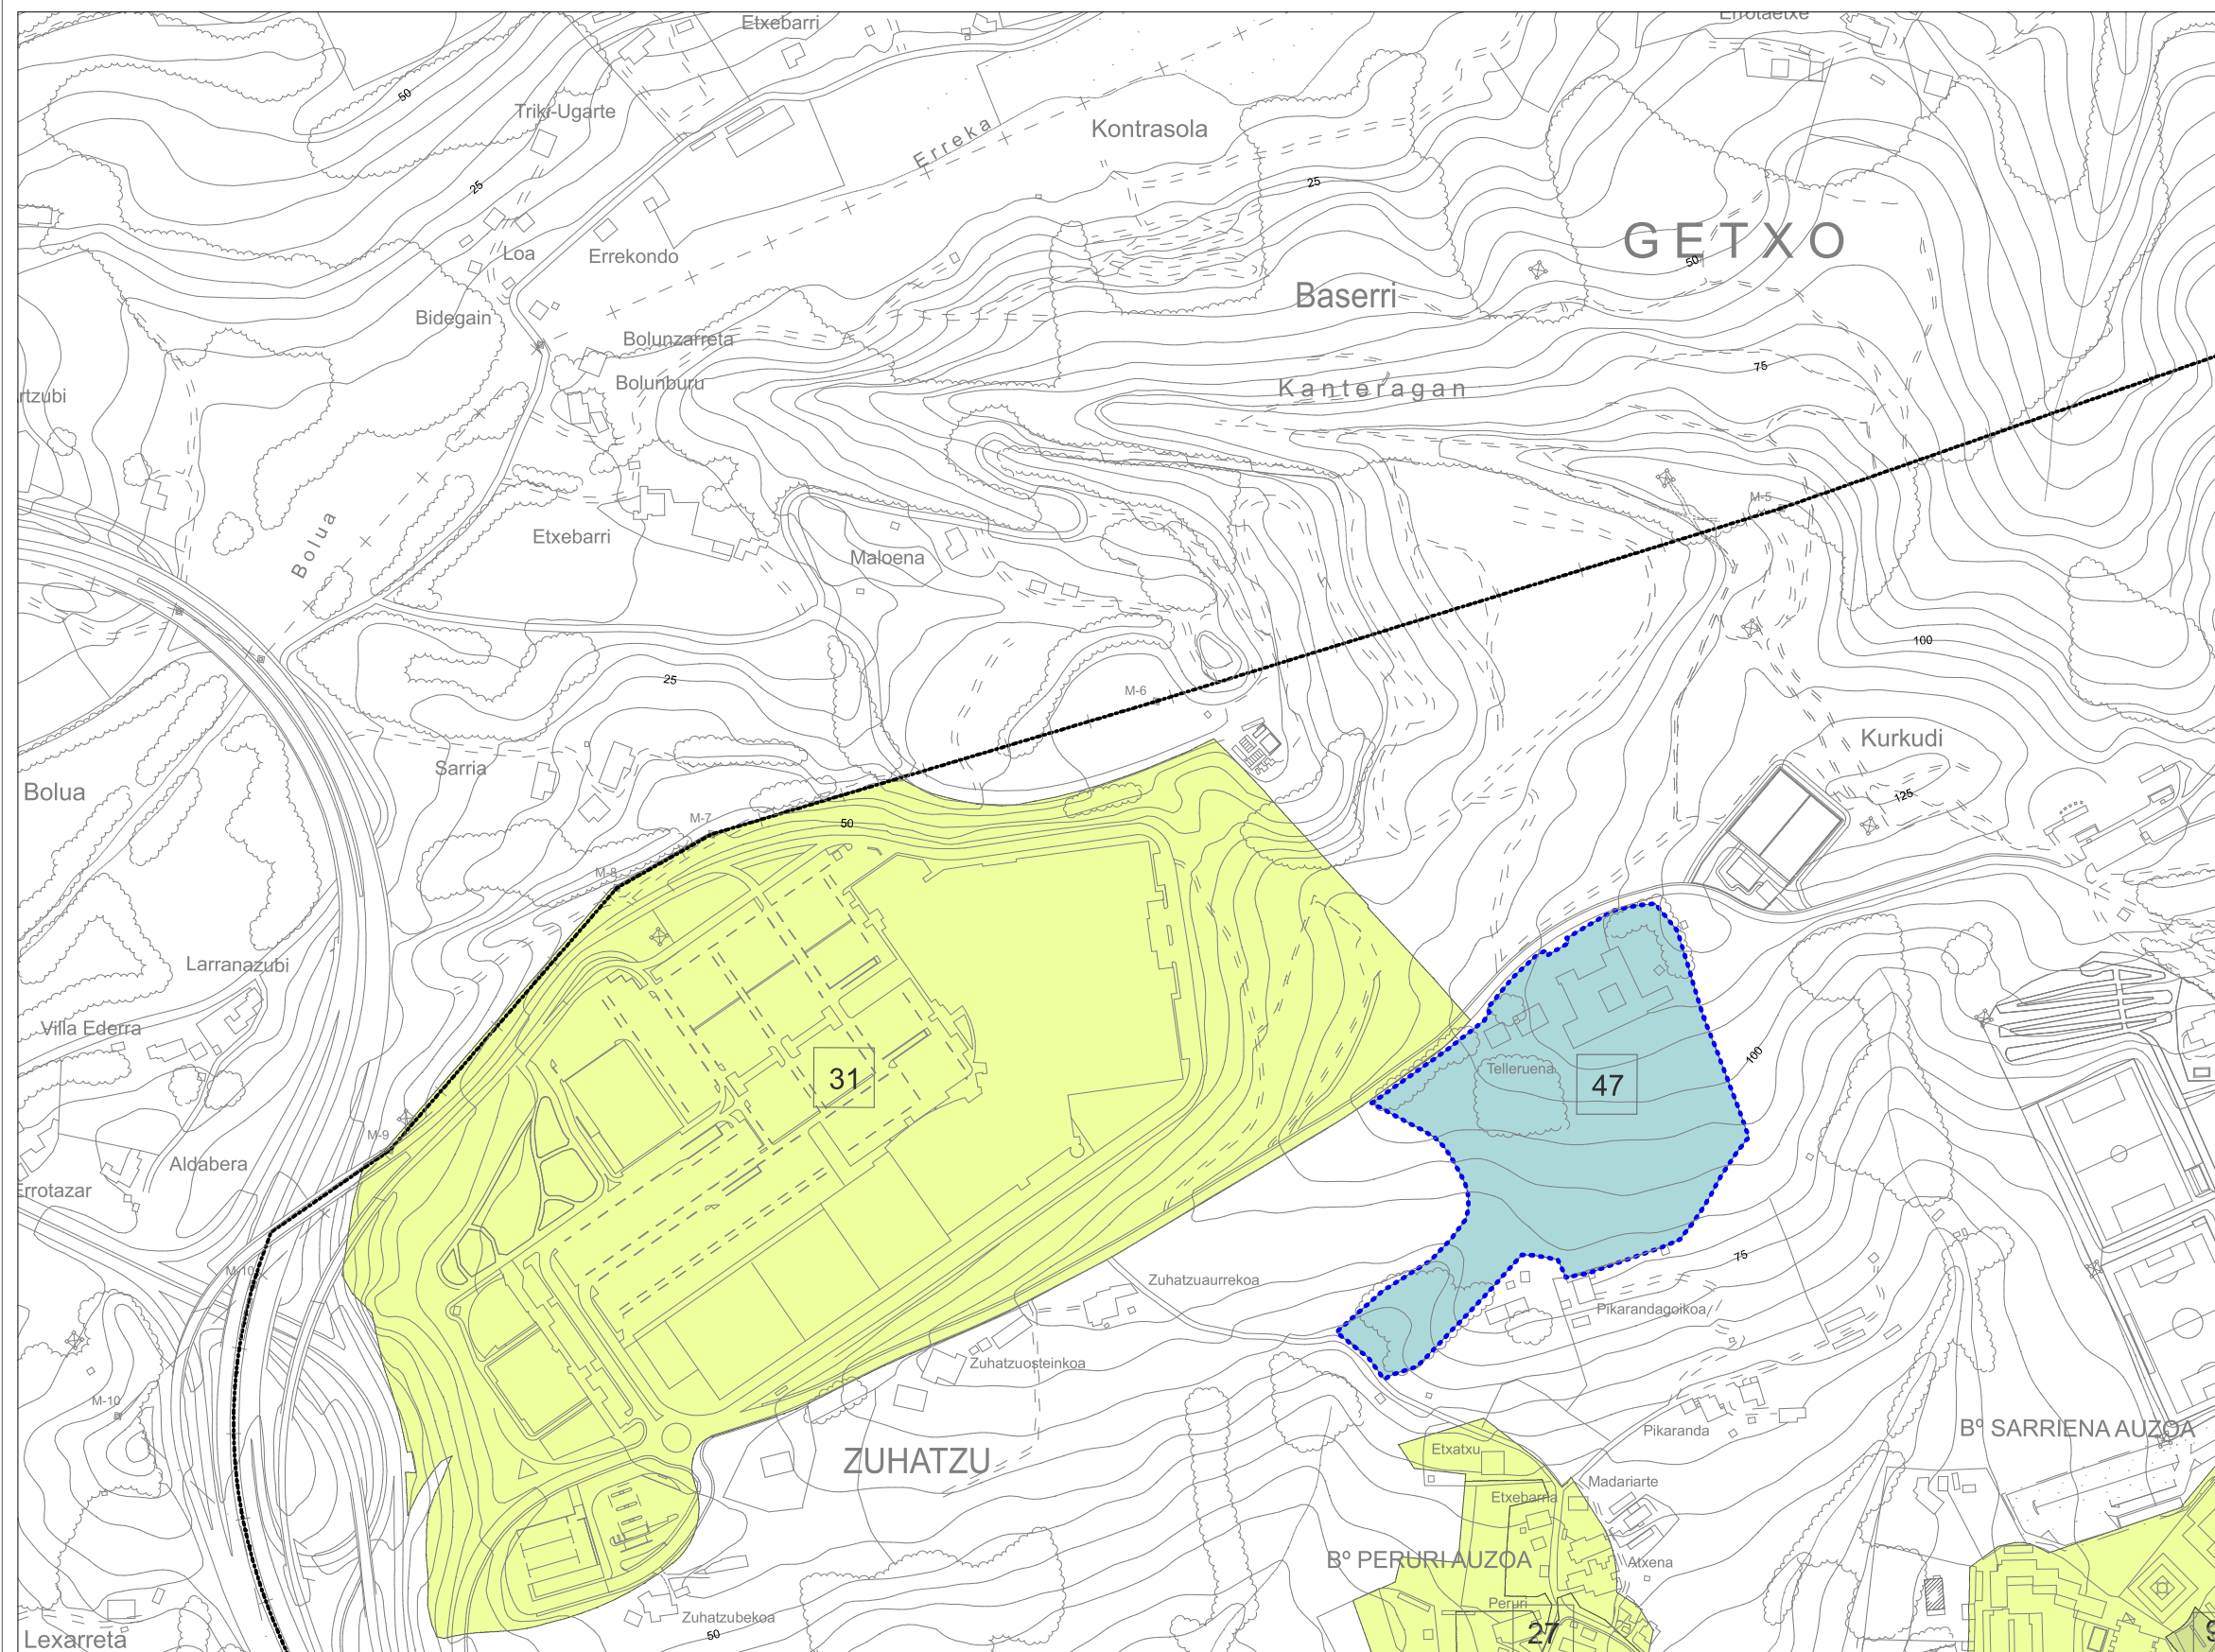 Etxebarri
Errotaetxe
50
Triki-Ugarte
Erreka
Kontrasola
25
25
GETXO
Loa
Errekondo
50
Baserri
Bidegain
Bolunzarreta
75
Bolunburu
Kanteragan
rtzubi
M-5
Bolua
Etxebarri
Maloena
100
25
M-6
Kurkudi
Sarria
Bolua
125
M-7
50
M-8
Larranazubi
Villa Ederra
100
Telleruena
31
47
M-9
Aldabera
Errotazar
75
M-10
Zuhatzuaurrekoa
Pikarandagoikoa
Zuhatzuosteinkoa
M-10
Pikaranda
Bº SARRIENA AUZOA
Etxatxu
ZUHATZU
Madariarte
Etxebarria
Bº PERURI AUZOA
Atxena
Peruri
Zuhatzubekoa
50
27
Lexarreta